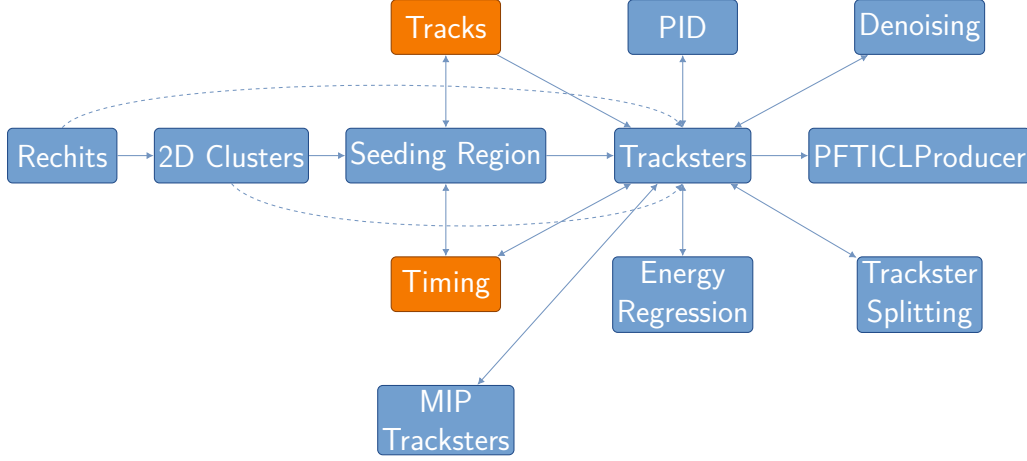 Tracks
PID
Denoising
Rechits
2D Clusters
Seeding Region
Tracksters
PFTICLProducer
Timing
Energy
Regression
Trackster
Splitting
MIP
Tracksters